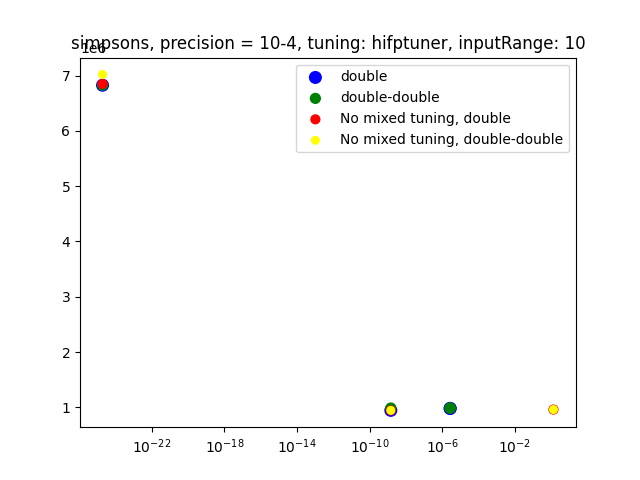 simpsons, precision = 10-4, tuning: hifptuner, inputRange: 10
1e6
double
double-double
No mixed tuning, double
No mixed tuning, double-double
7
6
5
4
3
2
1
10⁻²² 10⁻¹⁸ 10⁻¹⁴ 10⁻¹⁰ 10⁻⁶ 10⁻²